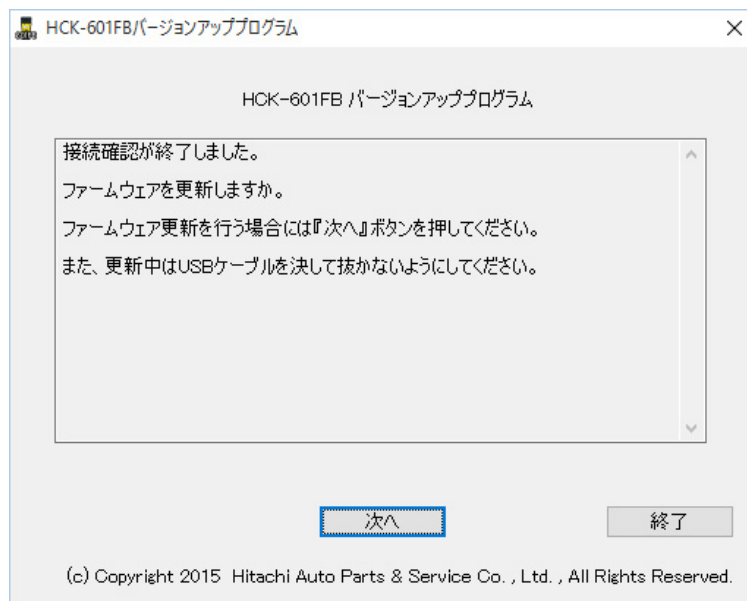 HCK-601FBバージョンアッププログラム
HCK-601FB バージョンアッププログラム
接続確認が終了しました。
ファームウェアを更新しますか。
ファームウェア更新を行う場合には『次へ』ボタンを押してください。
また、更新中はUSBケーブルを決して抜かないようにしてください。
次へ
終了
(c) Copyright 2015 Hitachi Auto Parts & Service Co. , Ltd. , All Rights Reserved.